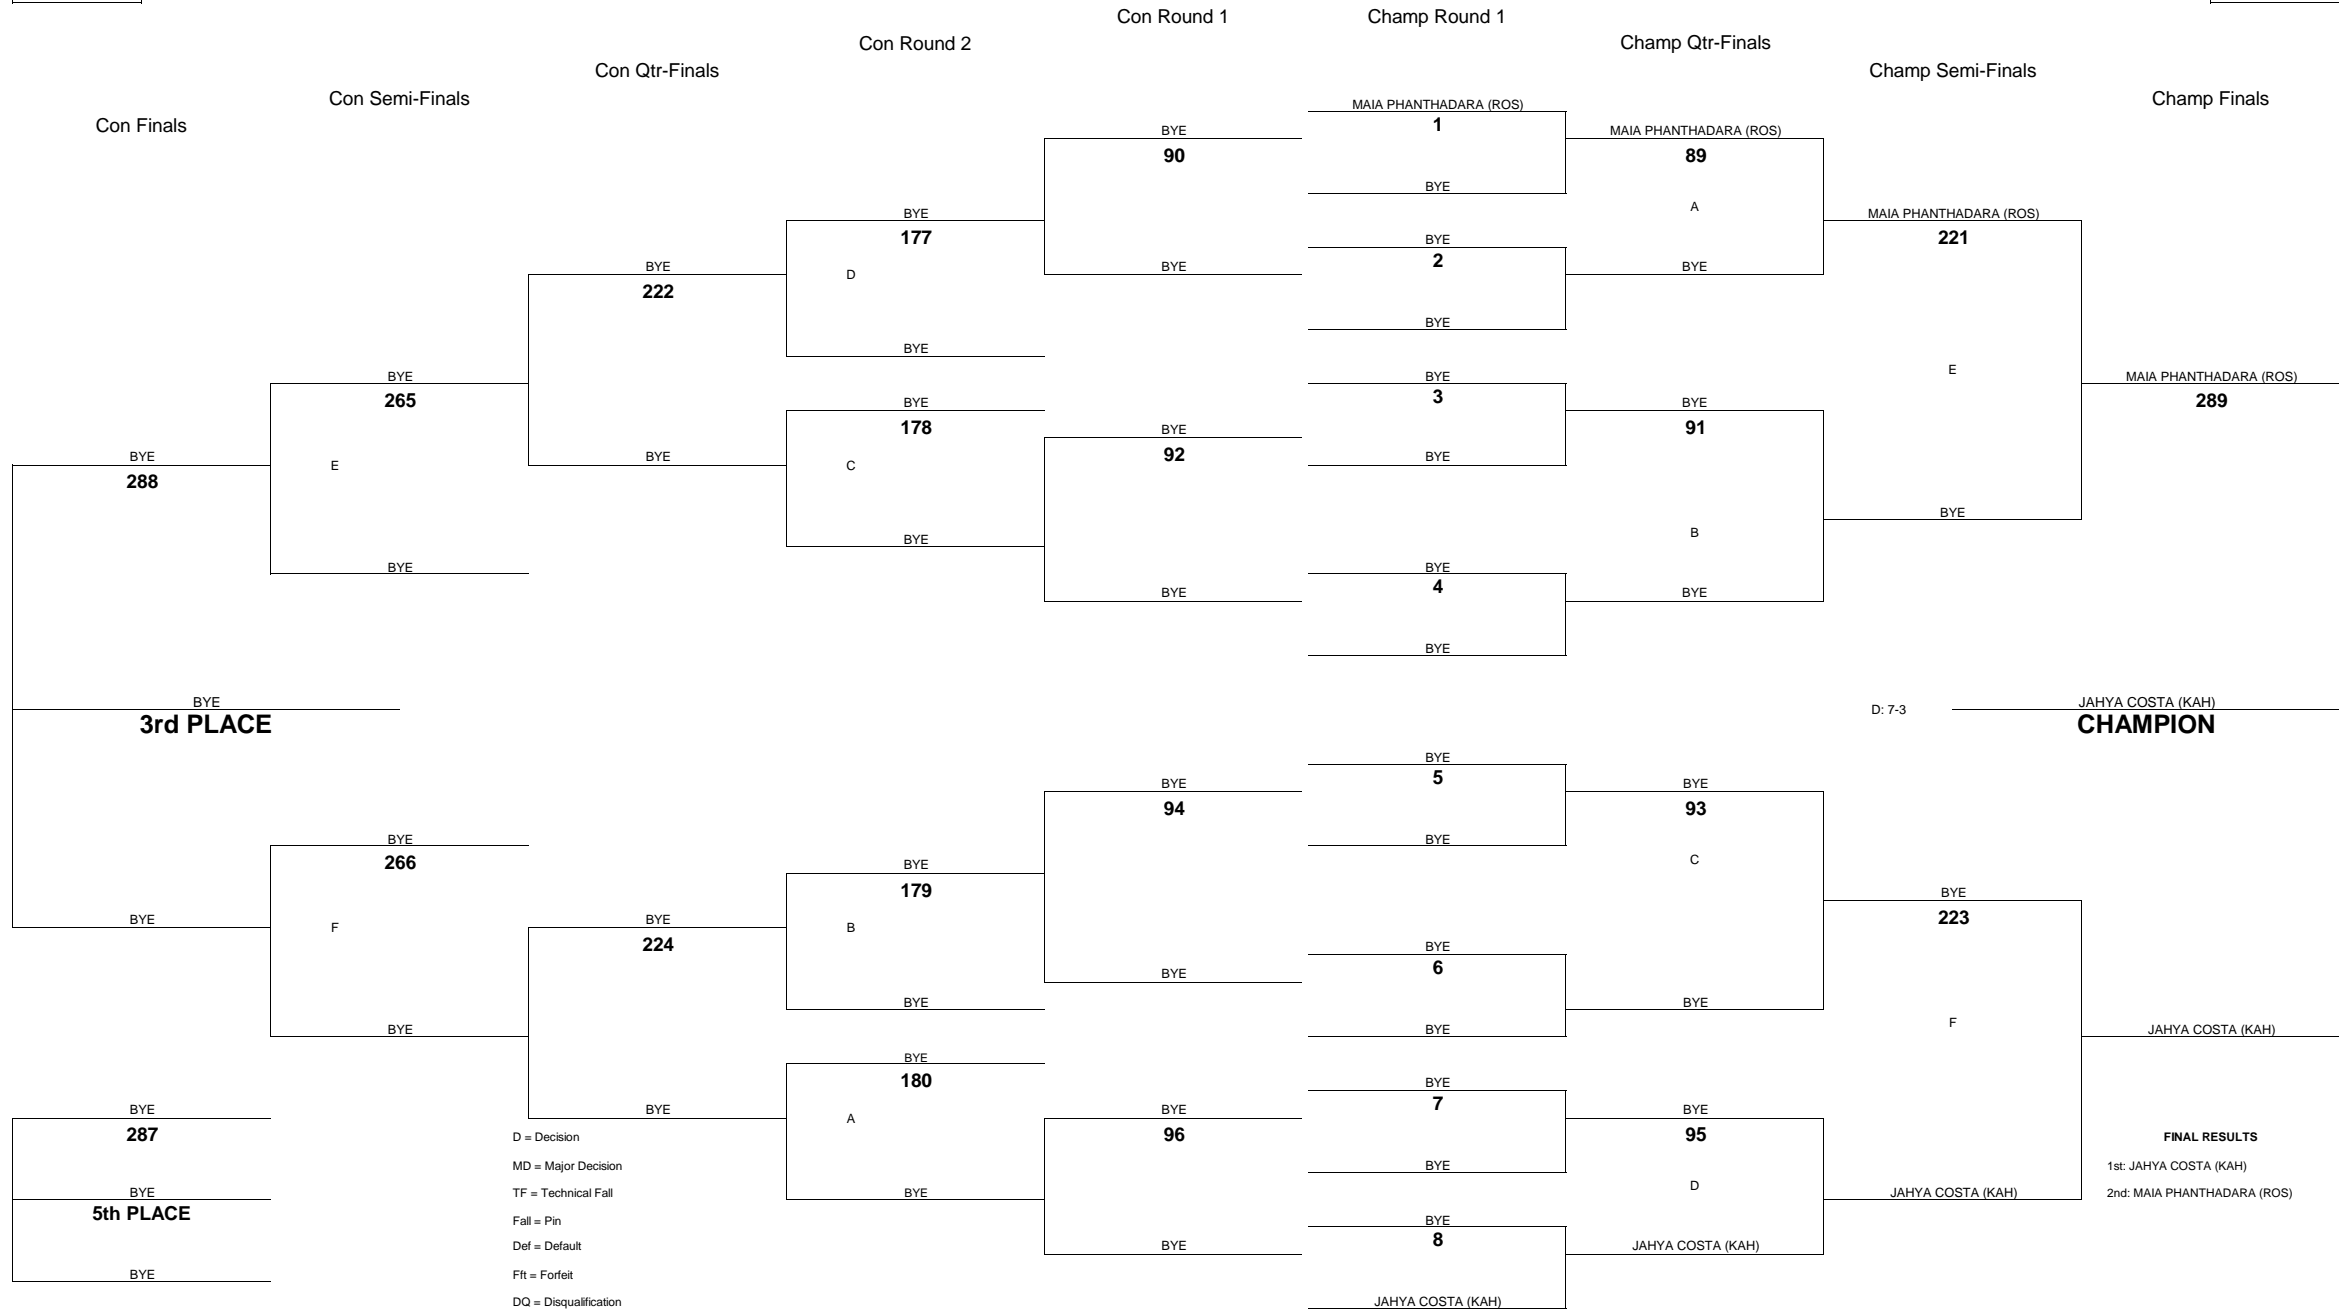 Con Round 1
Champ Round 1
Con Round 2
Champ Qtr-Finals
Con Qtr-Finals
Champ Semi-Finals
Con Semi-Finals
Champ Finals
Con Finals
MAIA PHANTHADARA (ROS)
1
BYE
MAIA PHANTHADARA (ROS)
90
89
BYE
A
BYE
MAIA PHANTHADARA (ROS)
177
221
BYE
2
BYE
D
BYE
BYE
222
BYE
BYE
BYE
E
BYE
BYE
MAIA PHANTHADARA (ROS)
265
3
289
BYE
BYE
178
91
BYE
92
BYE
E
BYE
C
BYE
288
BYE
B
BYE
BYE
BYE
4
BYE
BYE
BYE
BYE
3rd PLACE
D: 7-3
JAHYA COSTA (KAH)
CHAMPION
BYE
5
BYE
BYE
94
93
BYE
BYE
266
C
BYE
179
BYE
223
BYE
F
BYE
224
B
BYE
6
BYE
BYE
BYE
F
BYE
BYE
JAHYA COSTA (KAH)
BYE
180
BYE
7
BYE
287
BYE
A
BYE
96
BYE
95
D = Decision
FINAL RESULTS
MD = Major Decision
BYE
1st: JAHYA COSTA (KAH)
BYE
5th PLACE
TF = Technical Fall
BYE
D
JAHYA COSTA (KAH)
2nd: MAIA PHANTHADARA (ROS)
Fall = Pin
BYE
8
Def = Default
BYE
JAHYA COSTA (KAH)
BYE
Fft = Forfeit
DQ = Disqualification
JAHYA COSTA (KAH)